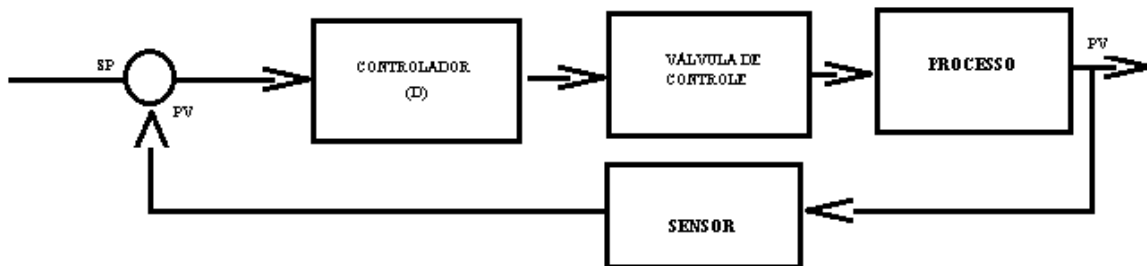 SP
PV
CONTROLADOR
(D)
VÁLVULA DE
CONTROLE
PROCESSO
PV
SENSOR